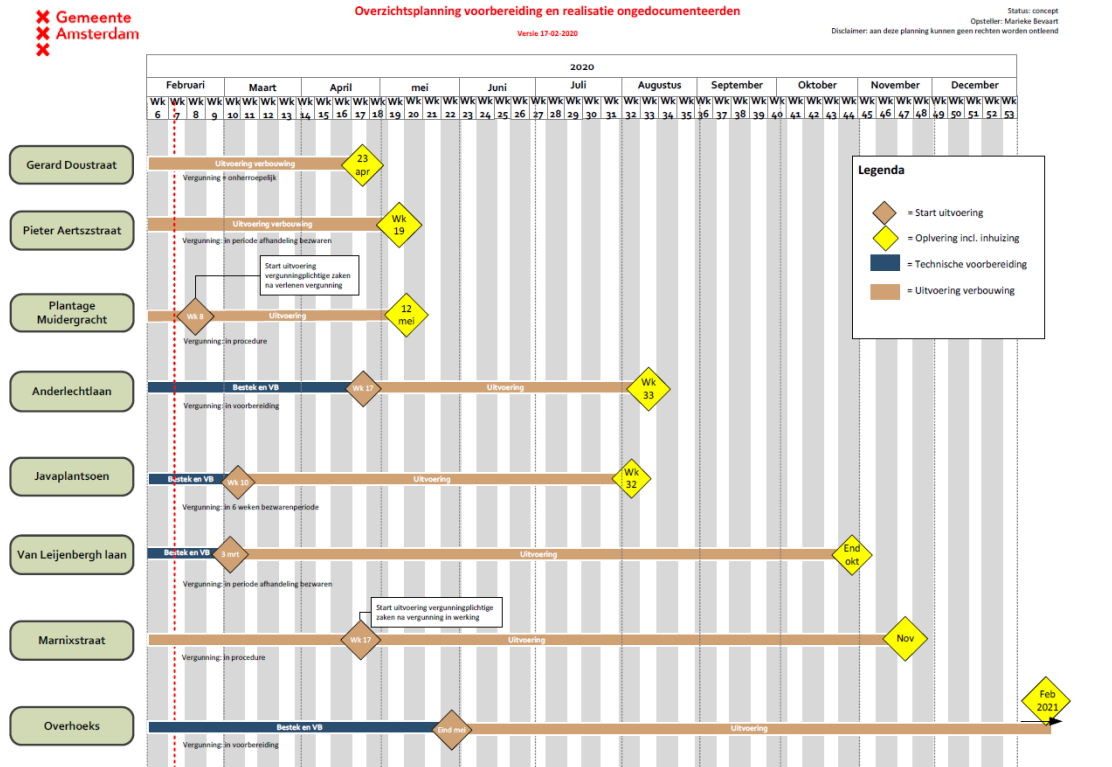 Gemeente
Amsterdam
Overzichtsplanning voorbereiding en realisatie ongedocumenteerden
Versie 17-02-2020
Status: concept
Opsteller: Marieke Bevaart
Disclaimer: aan deze planning kunnen geen rechten worden ontleend
2020
Februari Maart April mei Juni Juli Augustus September Oktober November December
Wk Wk Wk Wk Wk Wk Wk Wk Wk Wk Wk Wk Wk Wk Wk Wk Wk Wk Wk Wk Wk Wk Wk Wk Wk Wk Wk Wk Wk Wk Wk Wk Wk Wk Wk Wk Wk Wk Wk Wk Wk Wk Wk Wk Wk Wk Wk Wk
6 7 8 9 10 11 12 13 14 15 16 17 18 19 20 21 22 23 24 25 26 27 28 29 30 31 32 33 34 35 36 37 38 39 40 41 42 43 44 45 46 47 48 49 50 51 52 53
Gerard Doustraat
Uitvoering verbouwing
23
apr
Vergunning = onherroepelijk
Legenda
= Start uitvoering
= Oplvering incl. inhuizing
= Technische voorbereiding
= Uitvoering verbouwing
Pieter Aertszstraat
Uitvoering verbouwing
Wk
19
Vergunning: in periode afhandeling bezwaren
Start uitvoering
vergunningplichtige zaken
na verlenen vergunning
Plantage
Muidergracht
Wk 8
Uitvoering
12
mei
Vergunning: in procedure
Anderlechtlaan
Bestek en VB
Wk 17
Uitvoering
Wk
33
Vergunning: in voorbereiding
Javaplantsoen
Bestek en VB
Wk 10
Uitvoering
Wk
32
Vergunning: in 6 weken bezwarenperiode
Van Leijenbergh laan
Bestek en VB
3 mrt
Uitvoering
End
okt
Vergunning: in periode afhandeling bezwaren
Start uitvoering vergunningplichtige
zaken na vergunning in werking
Marnixstraat
Wk 17
Uitvoering
Nov
Vergunning: in procedure
Overhoeks
Bestek en VB
Eind mei
Uitvoering
Feb
2021
Vergunning: in voorbereiding